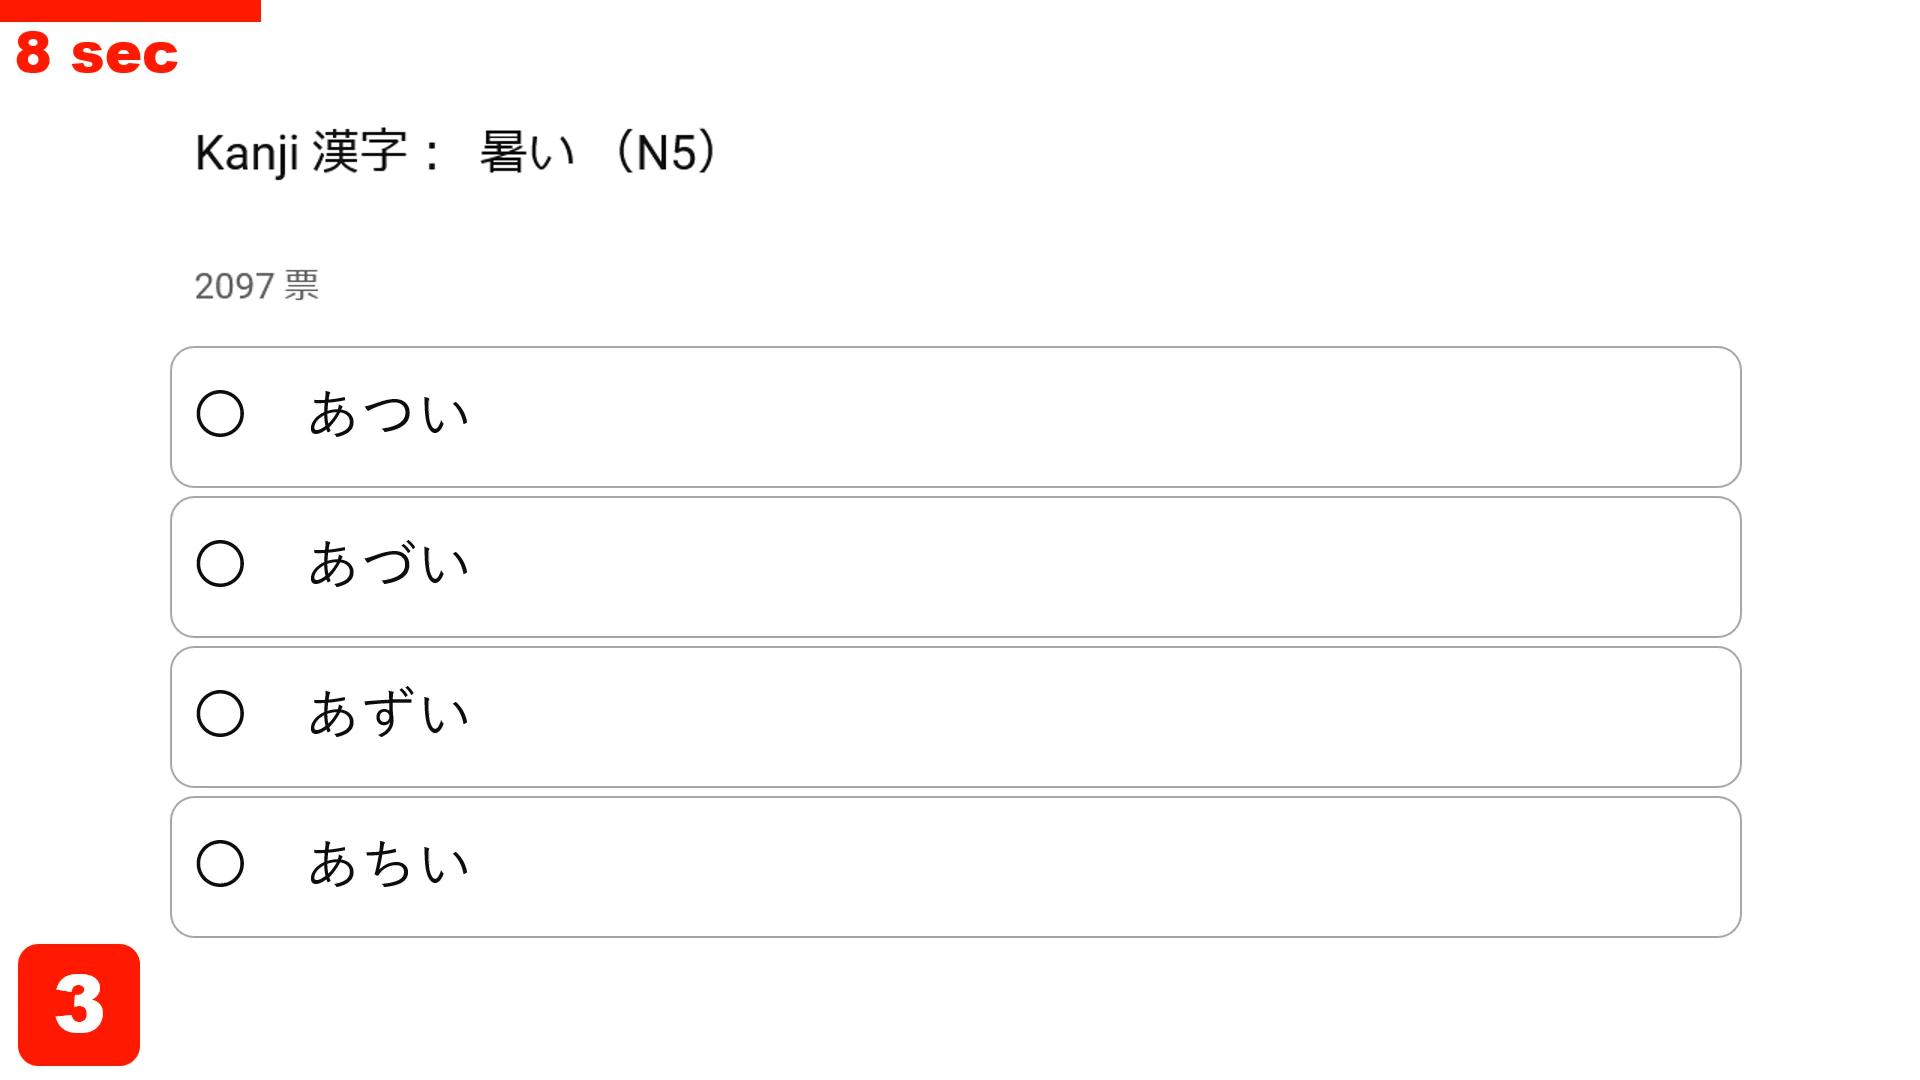 8 sec
Kanji 漢字： 暑い （N5）
2097 票
あつい
あづい
あずい
あちい
3